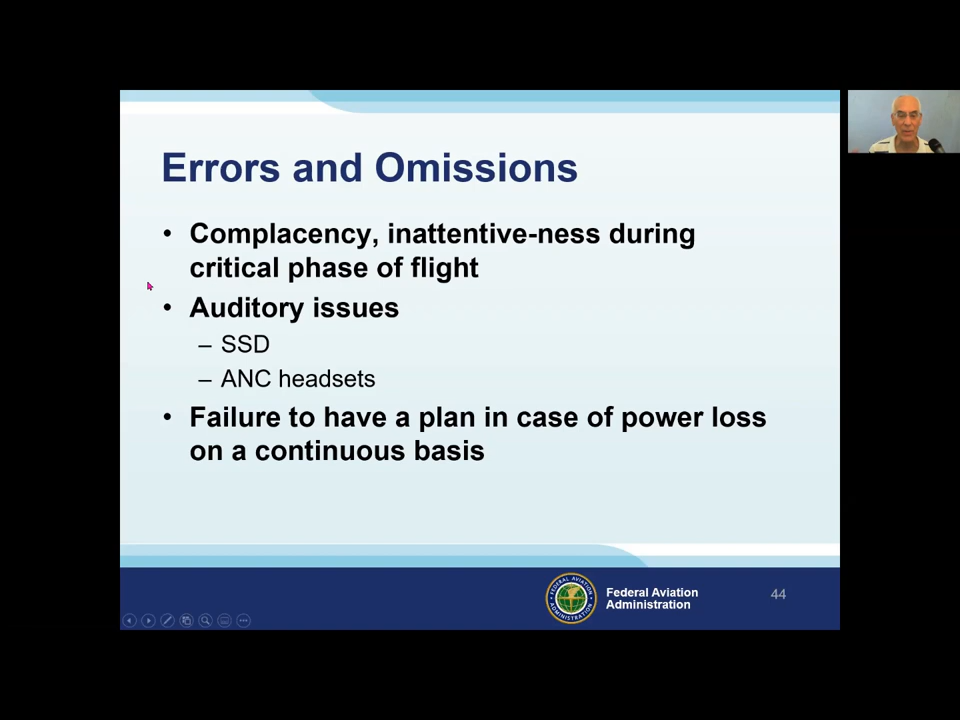 Errors and Omissions
• Complacency, inattentive-ness during
critical phase of flight
• Auditory issues
– SSD
– ANC headsets
• Failure to have a plan in case of power loss
on a continuous basis
Federal Aviation
Administration
44